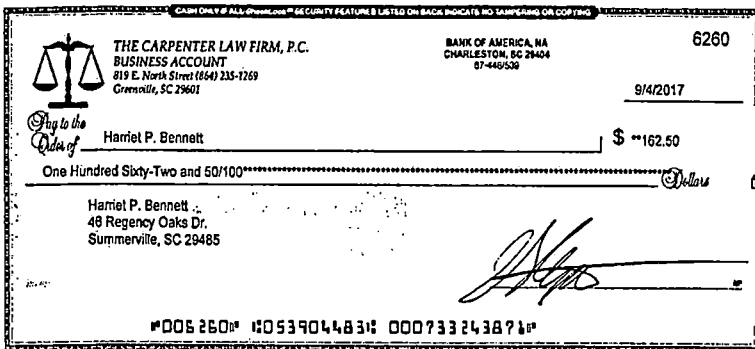 CASH ONLY IF ALL CheckLock™ SECURITY FEATURES LISTED ON BACK INDICATE NO TAMPERING OR COPYING
THE CARPENTER LAW FIRM, P.C.
BUSINESS ACCOUNT
819 E. North Street (864) 235-1269
Greenville, SC 29601
BANK OF AMERICA, NA
CHARLESTON, SC 29404
67-446/539
6260
9/4/2017
Pay to the
Order of Harriet P. Bennett $ **162.50
One Hundred Sixty-Two and 50/100 Dollars
Harriet P. Bennett
46 Regency Oaks Dr.
Summerville, SC 29485
⑈006260⑈ ⑆053904483⑆ 000733243871⑈